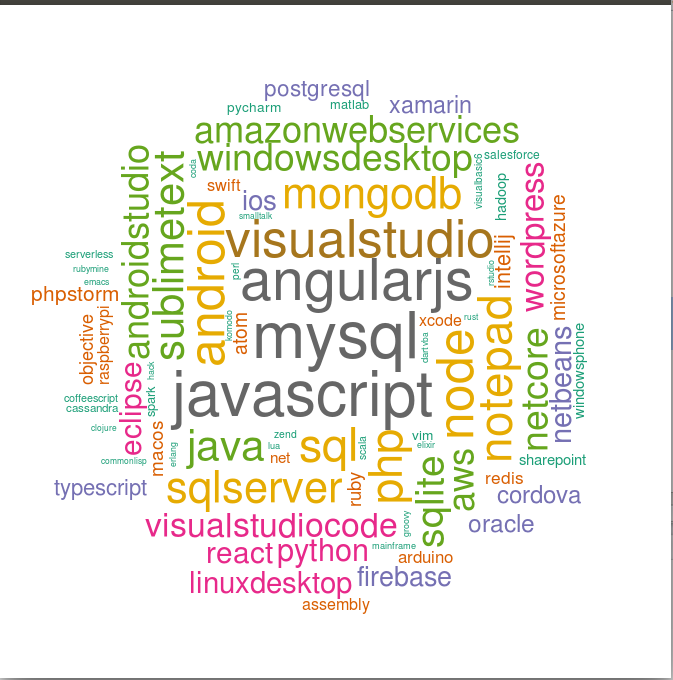 postgresql
pycharm
matlab
xamarin
amazonwebservices
windowsdesktop
salesforce
coda
visualbasic6
swift
ios
mongodb
hadoop
smalltalk
androidstudio
sublimetext
android
visualstudio
wordpress
microsoftazure
intellij
rstudio
serverless
rubymine
emacs
phpstorm
perl
angularjs
objective
raspberrypi
komodo
atom
mysql
xcode
rust
dartvba
node
notepad
netcore
netbeans
windowsphone
eclipse
hack
spark
javascript
coffeescript
cassandra
clojure
commonlisp
macos
erlang
java
zend
lua
net
sql
scala
php
vim
elixir
sharepoint
typescript
sqlserver
ruby
sqlite
aws
redis
cordova
visualstudiocode
groovy
oracle
react
python
mainframe
arduino
linuxdesktop
firebase
assembly